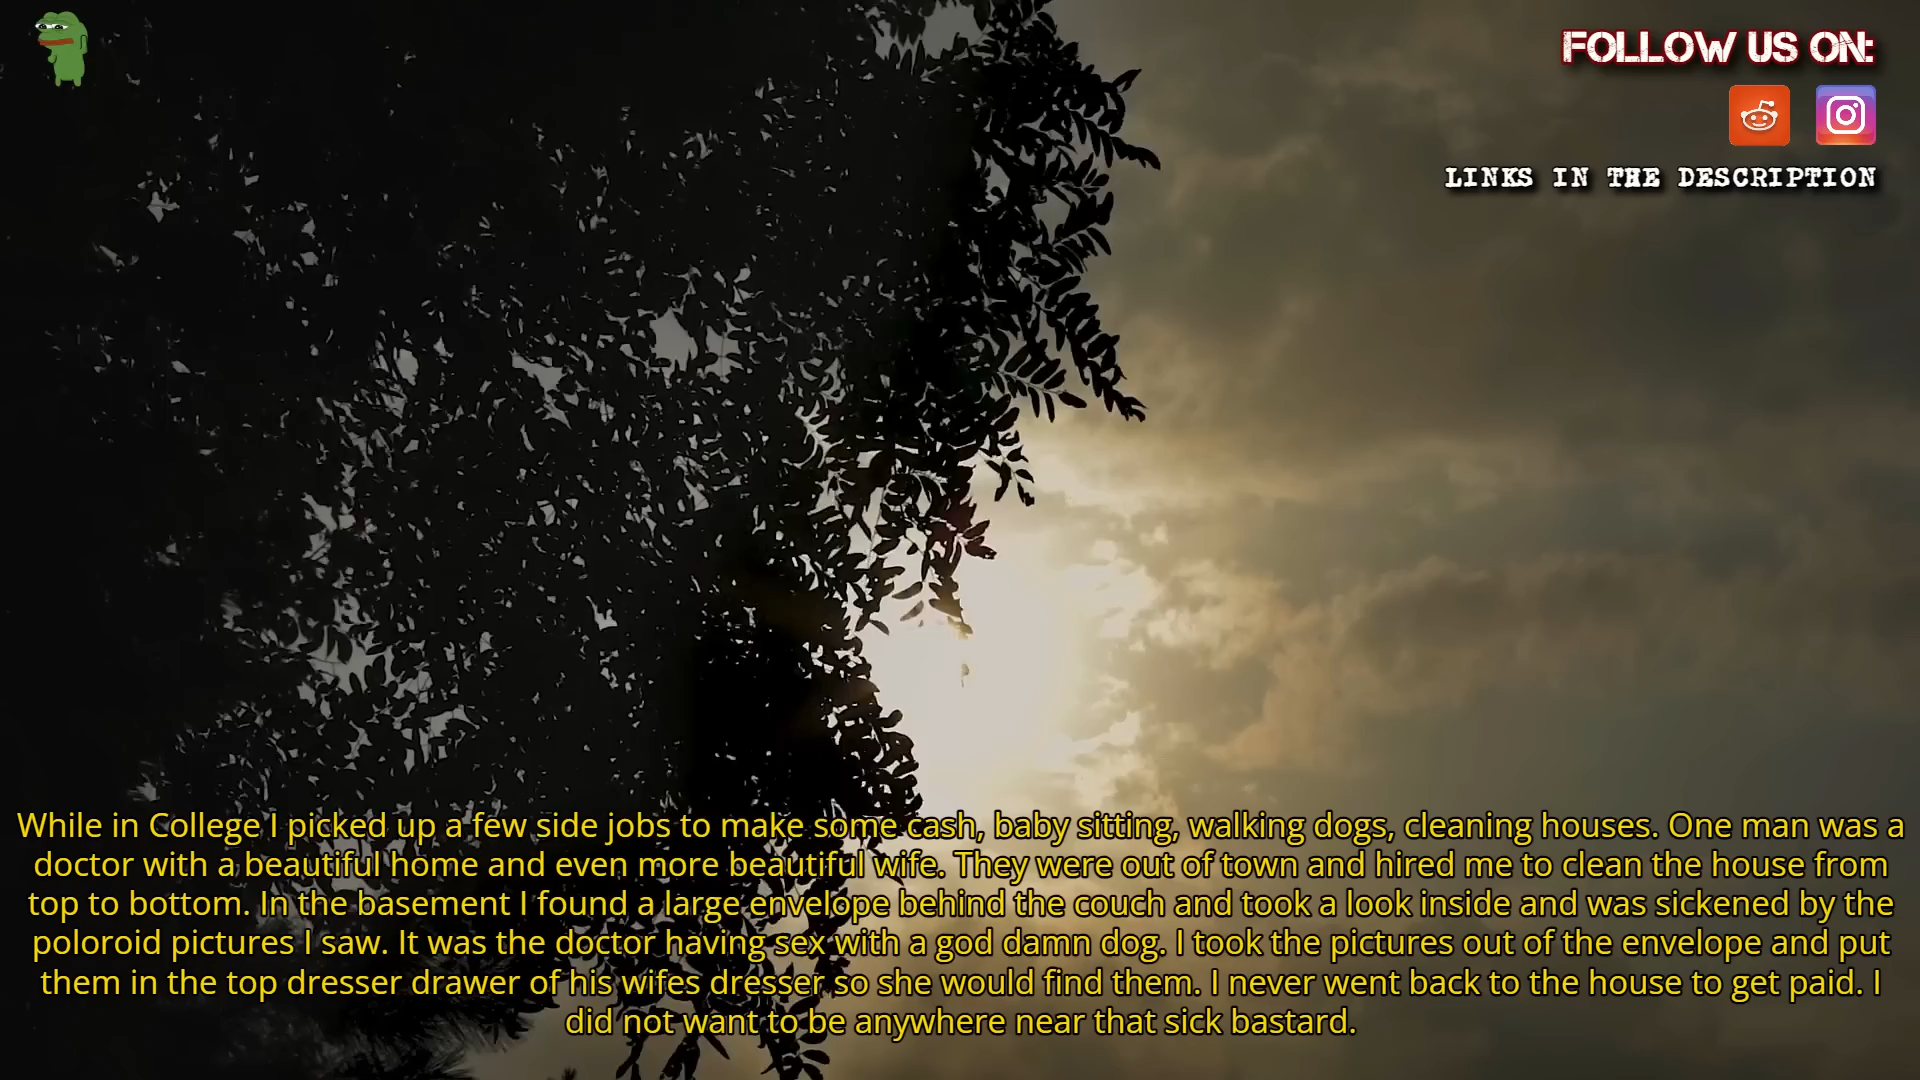 FOLLOW US ON:
LINKS IN THE DESCRIPTION
While in College I picked up a few side jobs to make some cash, baby sitting, walking dogs, cleaning houses. One man was a
doctor with a beautiful home and even more beautiful wife. They were out of town and hired me to clean the house from
top to bottom. In the basement I found a large envelope behind the couch and took a look inside and was sickened by the
poloroid pictures I saw. It was the doctor having sex with a god damn dog. I took the pictures out of the envelope and put
them in the top dresser drawer of his wifes dresser so she would find them. I never went back to the house to get paid. I
did not want to be anywhere near that sick bastard.